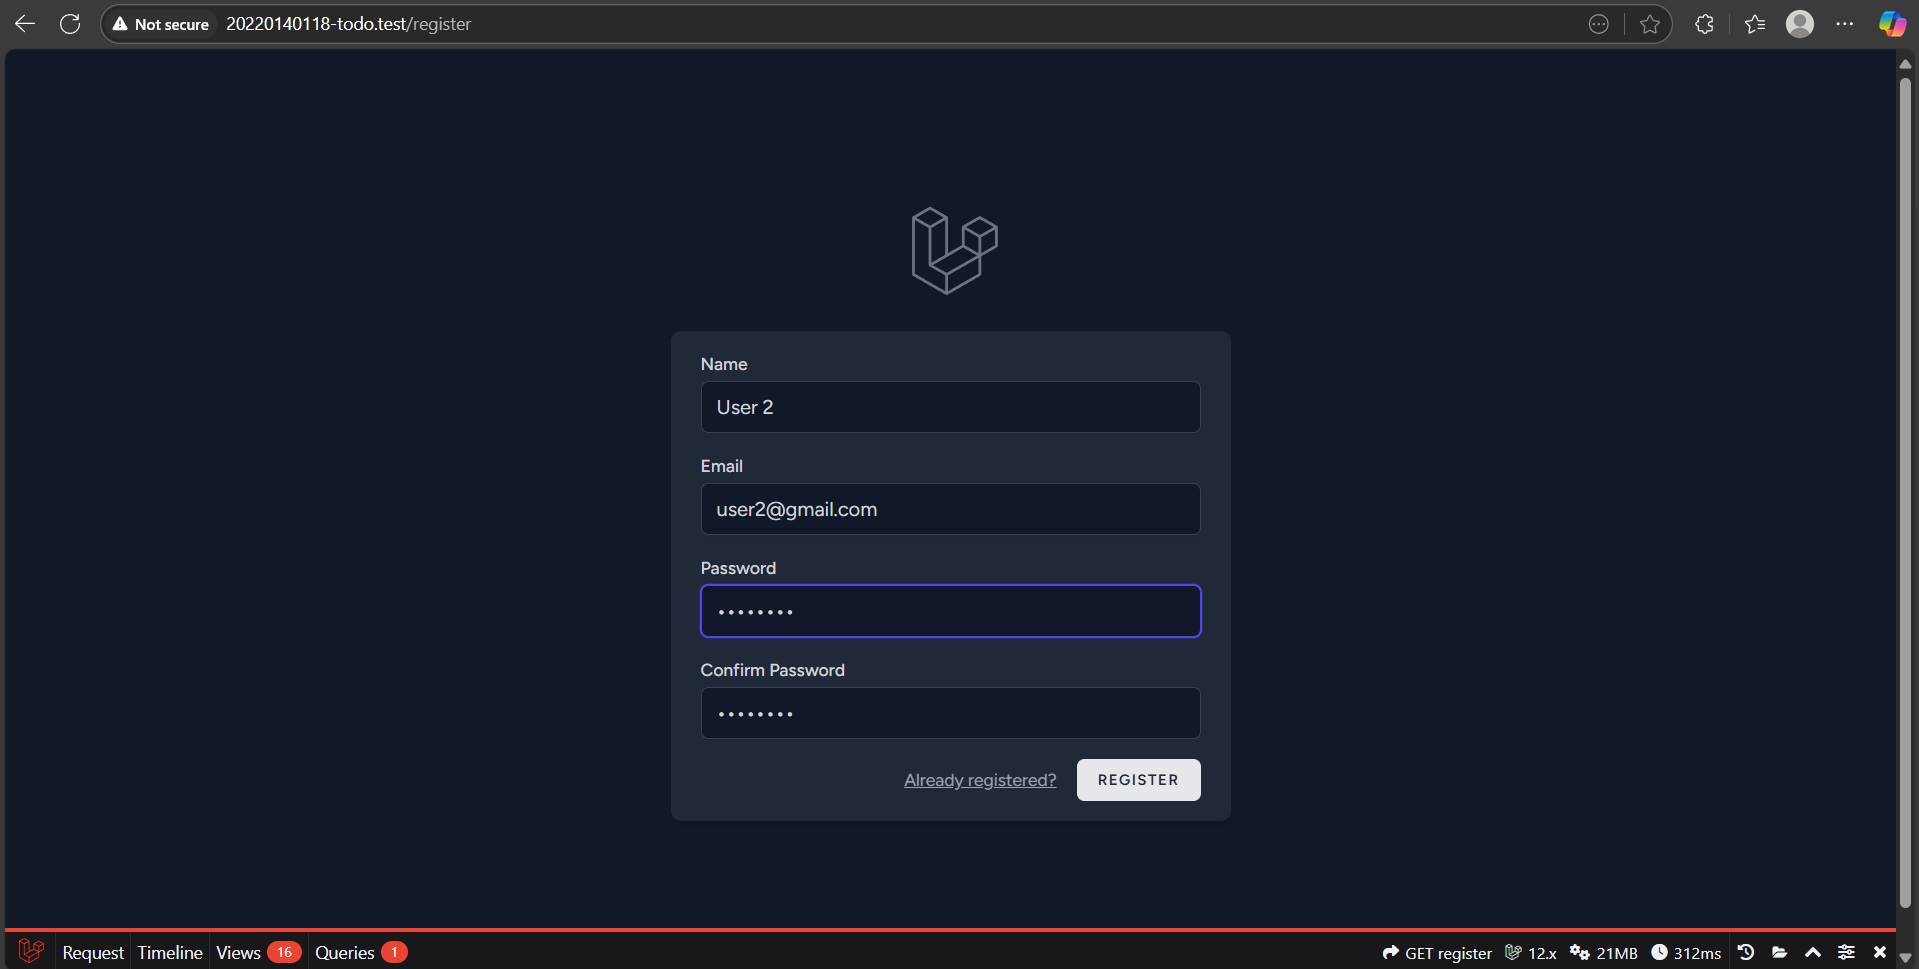 Not secure 20220140118-todo.test/register
Name
User 2
Email
user2@gmail.com
Password
••••••••
Confirm Password
••••••••
Already registered? REGISTER
Request Timeline Views 16 Queries 1 GET register 12.x 21MB 312ms